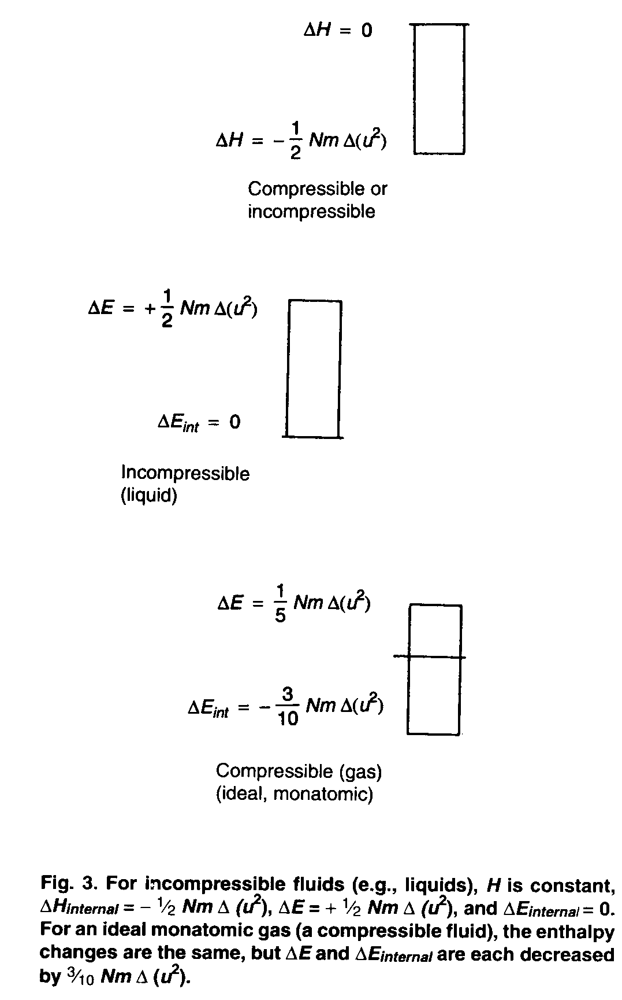 ΔH = 0
ΔH = - 1/2 Nm Δ(u²)
Compressible or
incompressible
ΔE = + 1/2 Nm Δ(u²)
ΔE_int = 0
Incompressible
(liquid)
ΔE = 1/5 Nm Δ(u²)
ΔE_int = - 3/10 Nm Δ(u²)
Compressible (gas)
(ideal, monatomic)
Fig. 3. For incompressible fluids (e.g., liquids), H is constant,
ΔH_internal = - ½ Nm Δ (u²), ΔE = + ½ Nm Δ (u²), and ΔE_internal = 0.
For an ideal monatomic gas (a compressible fluid), the enthalpy
changes are the same, but ΔE and ΔE_internal are each decreased
by 3/10 Nm Δ (u²).